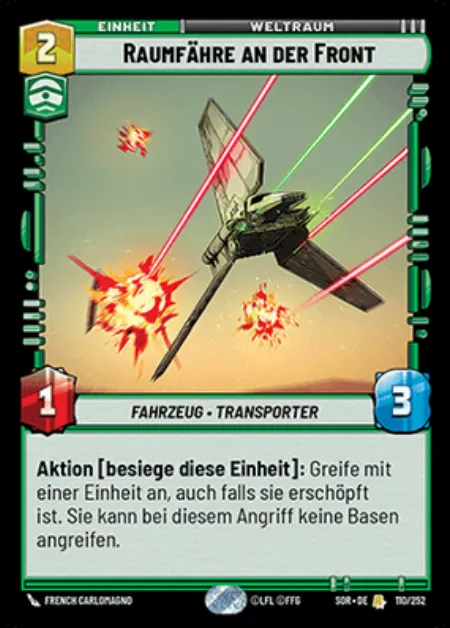 EINHEIT WELTRAUM
2 RAUMFÄHRE AN DER FRONT
1 FAHRZEUG • TRANSPORTER 3
Aktion [besiege diese Einheit]: Greife mit
einer Einheit an, auch falls sie erschöpft
ist. Sie kann bei diesem Angriff keine Basen
angreifen.
FRENCH CARLOMAGNO ©LFL ©FFG SOR • DE R 110/252